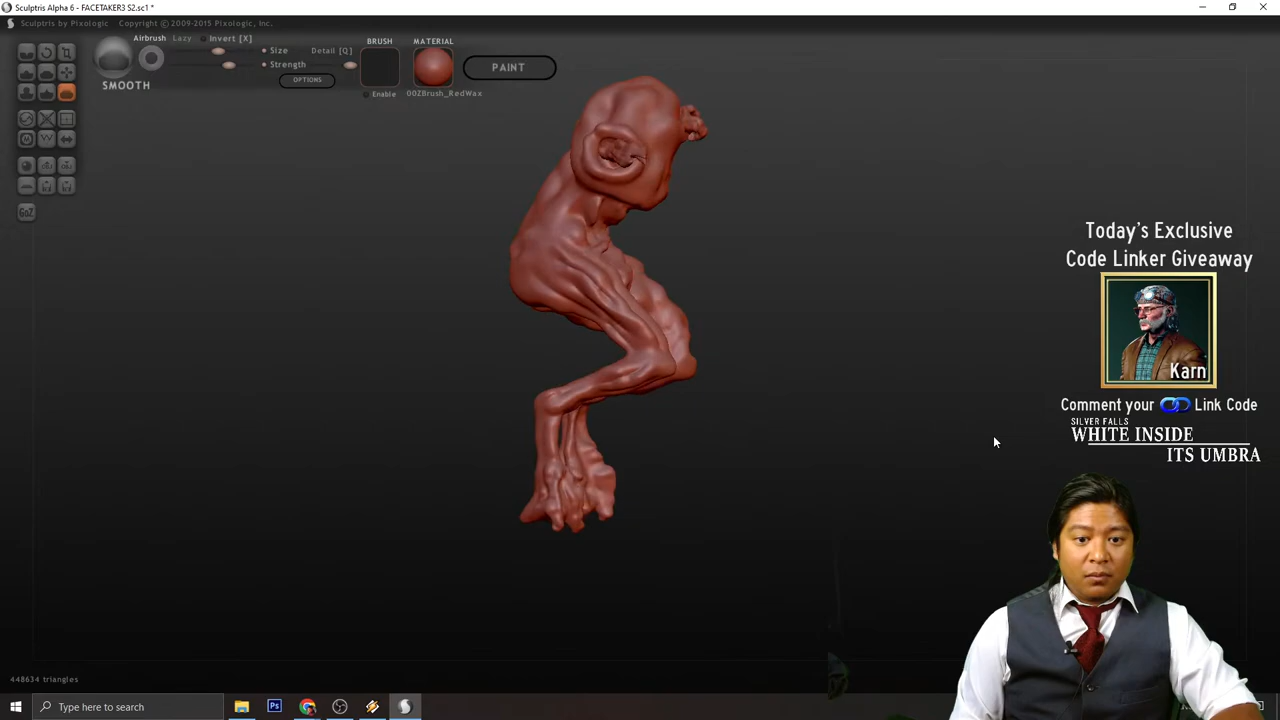 Sculptris Alpha 6 - FACETAKER3 S2.sc1 *
Sculptris by Pixologic Copyright © 2009-2015 Pixologic, Inc.
Airbrush Lazy Invert [X]
BRUSH
MATERIAL
Size
Detail [Q]
Strength
SMOOTH
OPTIONS
PAINT
Enable
00ZBrush_RedWax
GoZ
Today's Exclusive
Code Linker Giveaway
Karn
Comment your Link Code
SILVER FALLS
WHITE INSIDE
ITS UMBRA
448634 triangles
Type here to search
Ps